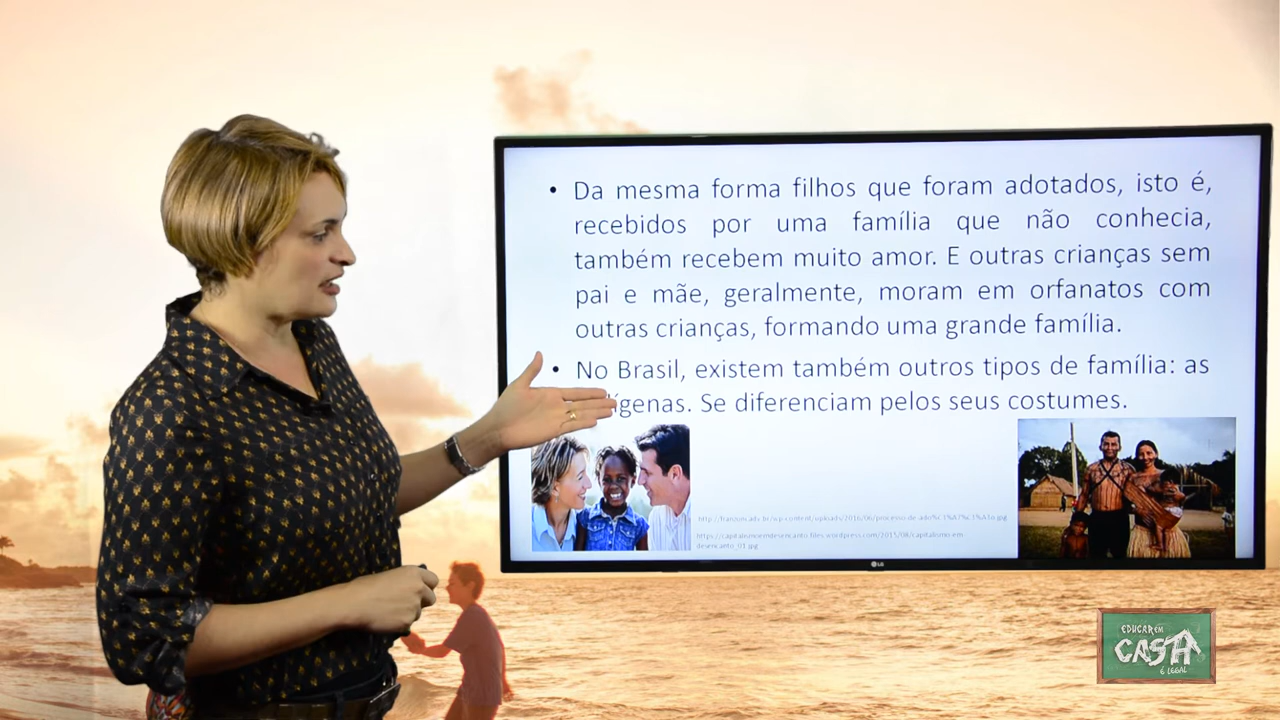 • Da mesma forma filhos que foram adotados, isto é,
recebidos por uma família que não conhecia,
também recebem muito amor. E outras crianças sem
pai e mãe, geralmente, moram em orfanatos com
outras crianças, formando uma grande família.
• No Brasil, existem também outros tipos de família: as
ígenas. Se diferenciam pelos seus costumes.
LG
EDUCAR EM
CASA
É LEGAL